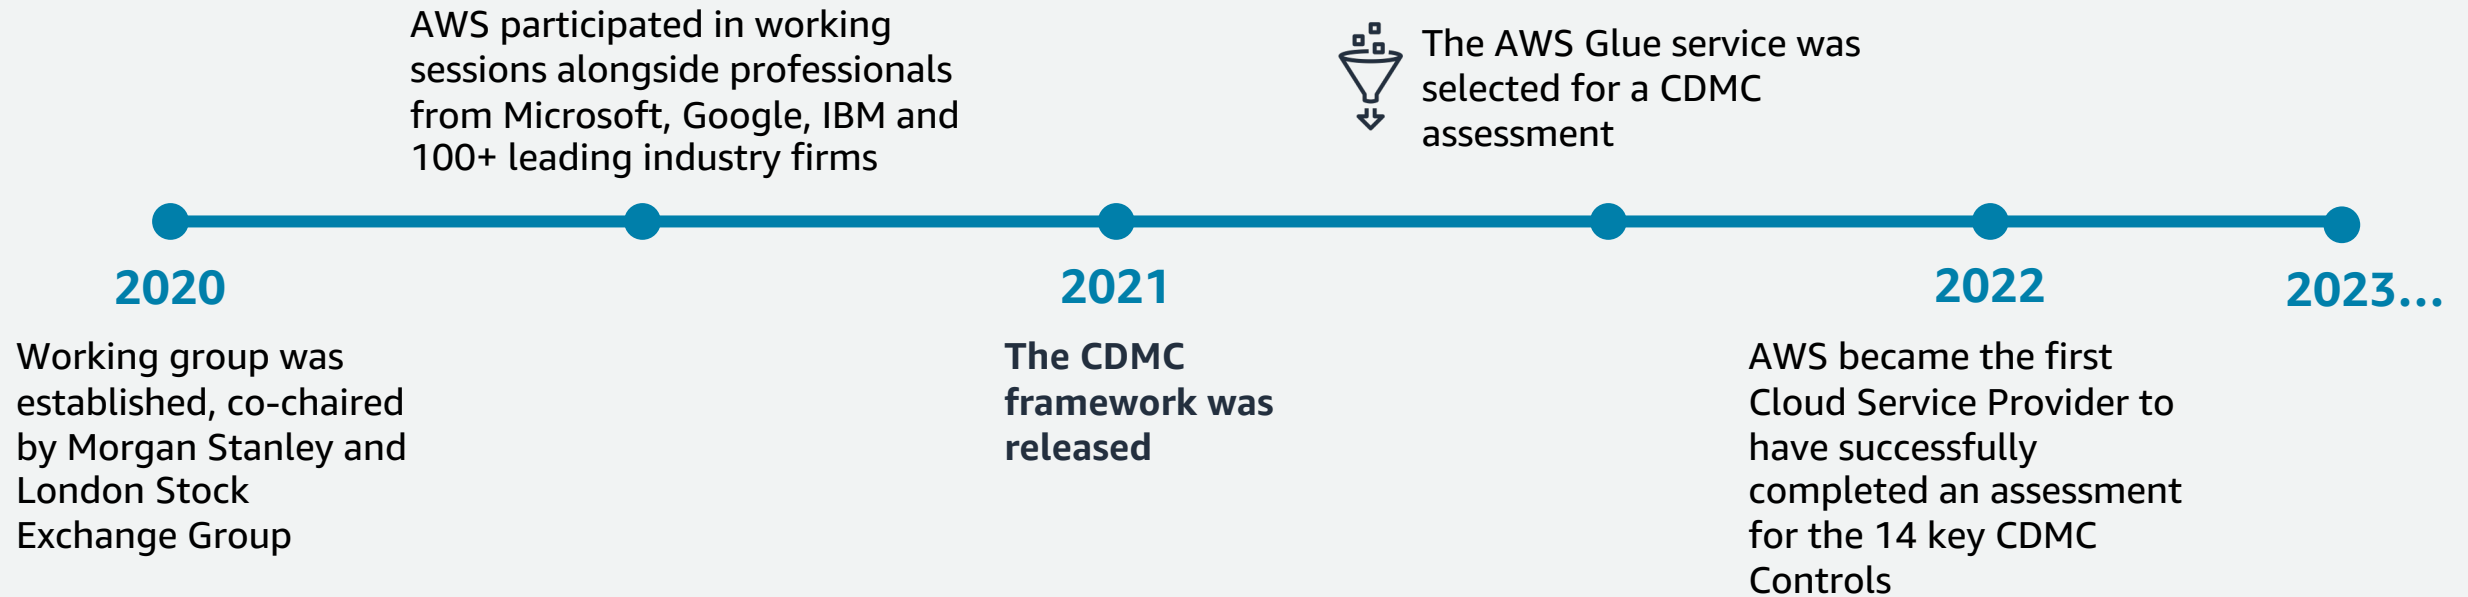 AWS participated in working
sessions alongside professionals
from Microsoft, Google, IBM and
100+ leading industry firms
The AWS Glue service was
selected for a CDMC
assessment
2020
Working group was
established, co-chaired
by Morgan Stanley and
London Stock
Exchange Group
2021
The CDMC
framework was
released
2022
AWS became the first
Cloud Service Provider to
have successfully
completed an assessment
for the 14 key CDMC
Controls
2023...